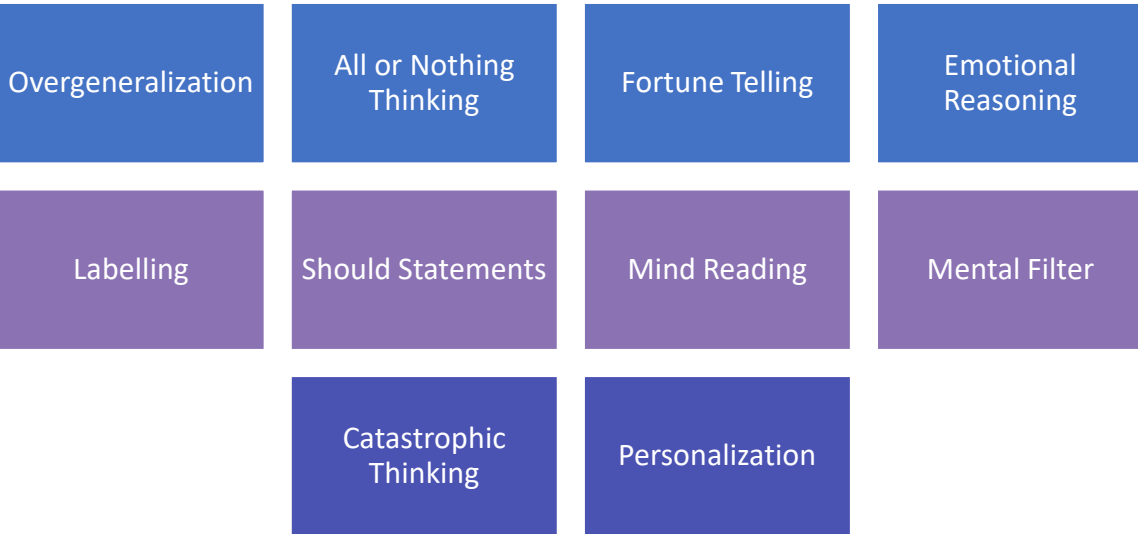 Overgeneralization
All or Nothing
Thinking
Fortune Telling
Emotional
Reasoning
Labelling
Should Statements
Mind Reading
Mental Filter
Catastrophic
Thinking
Personalization